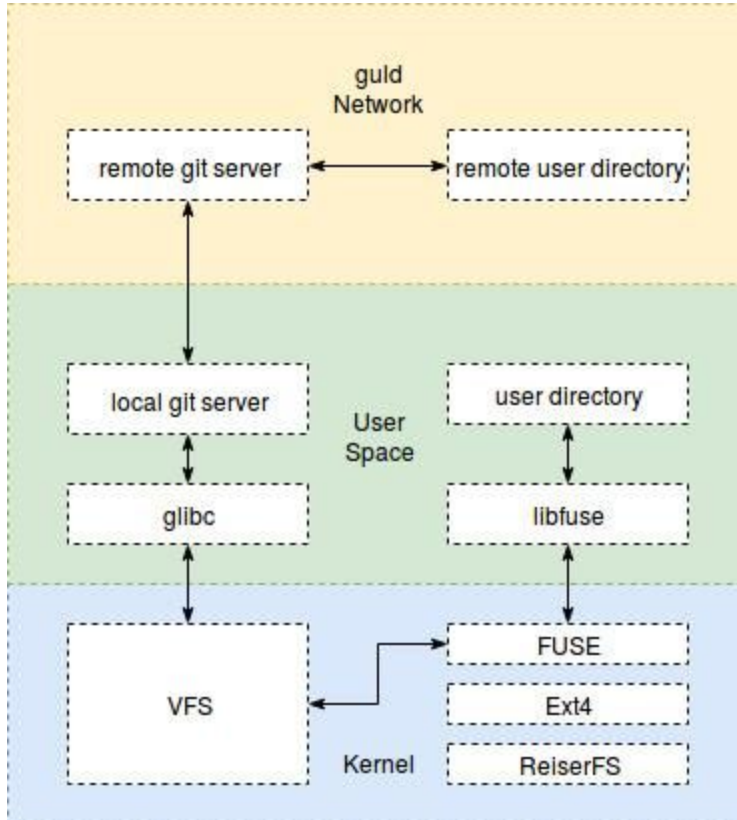 guld
Network
remote git server
remote user directory
local git server
user directory
User
Space
glibc
libfuse
VFS
FUSE
Ext4
Kernel
ReiserFS